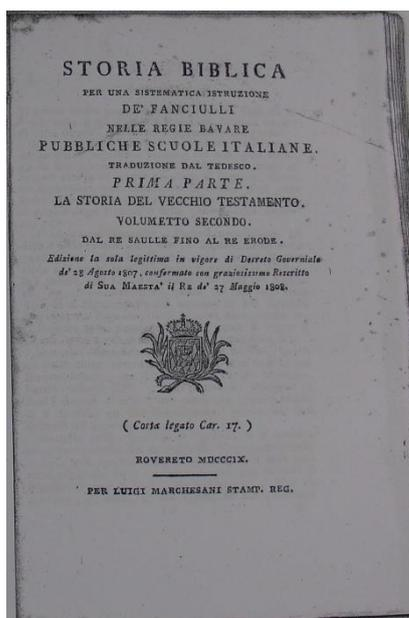 STORIA BIBLICA
PER UNA SISTEMATICA ISTRUZIONE
DE' FANCIULLI
NELLE REGIE BAVARE
PUBBLICHE SCUOLE ITALIANE.
TRADUZIONE DAL TEDESCO.
PRIMA PARTE.
LA STORIA DEL VECCHIO TESTAMENTO.
VOLUMETTO SECONDO.
DAL RE SAULLE FINO AL RE ERODE.
Edizione la sola legittima in vigore di Decreto Governiale
de' 28 Agosto 1807, confermato con graziosissimo Rescritto
di SUA MAESTA' il RE de' 27 Maggio 1808.
( Costa legato Car. 17. )
ROVERETO MDCCCIX.
PER LUIGI MARCHESANI STAMP. REG.